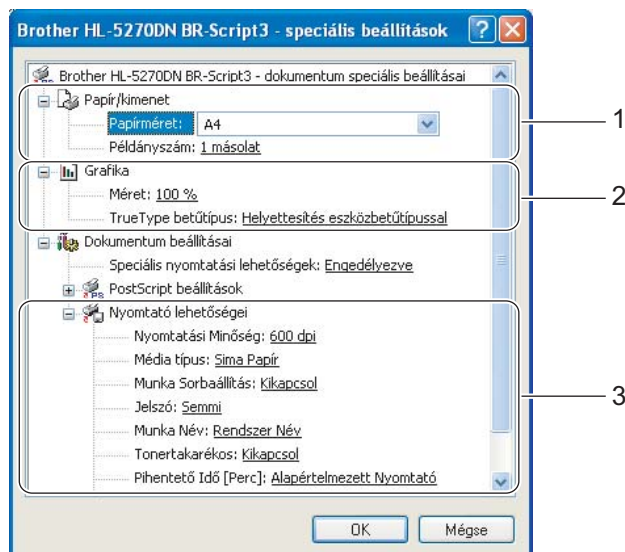 Brother HL-5270DN BR-Script3 - speciális beállítások
Brother HL-5270DN BR-Script3 - dokumentum speciális beállításai
Papír/kimenet
Papírméret: A4
Példányszám: 1 másolat
1
Grafika
Méret: 100 %
2
TrueType betűtípus: Helyettesítés eszközbetűtípussal
Dokumentum beállításai
Speciális nyomtatási lehetőségek: Engedélyezve
PS PostScript beállítások
Nyomtató lehetőségei
Nyomtatási Minőség: 600 dpi
Média típus: Sima Papír
Munka Sorbaállítás: Kikapcsol
3
Jelszó: Semmi
Munka Név: Rendszer Név
Tonertakarékos: Kikapcsol
Pihentető Idő [Perc]: Alapértelmezett Nyomtató
OK Mégse